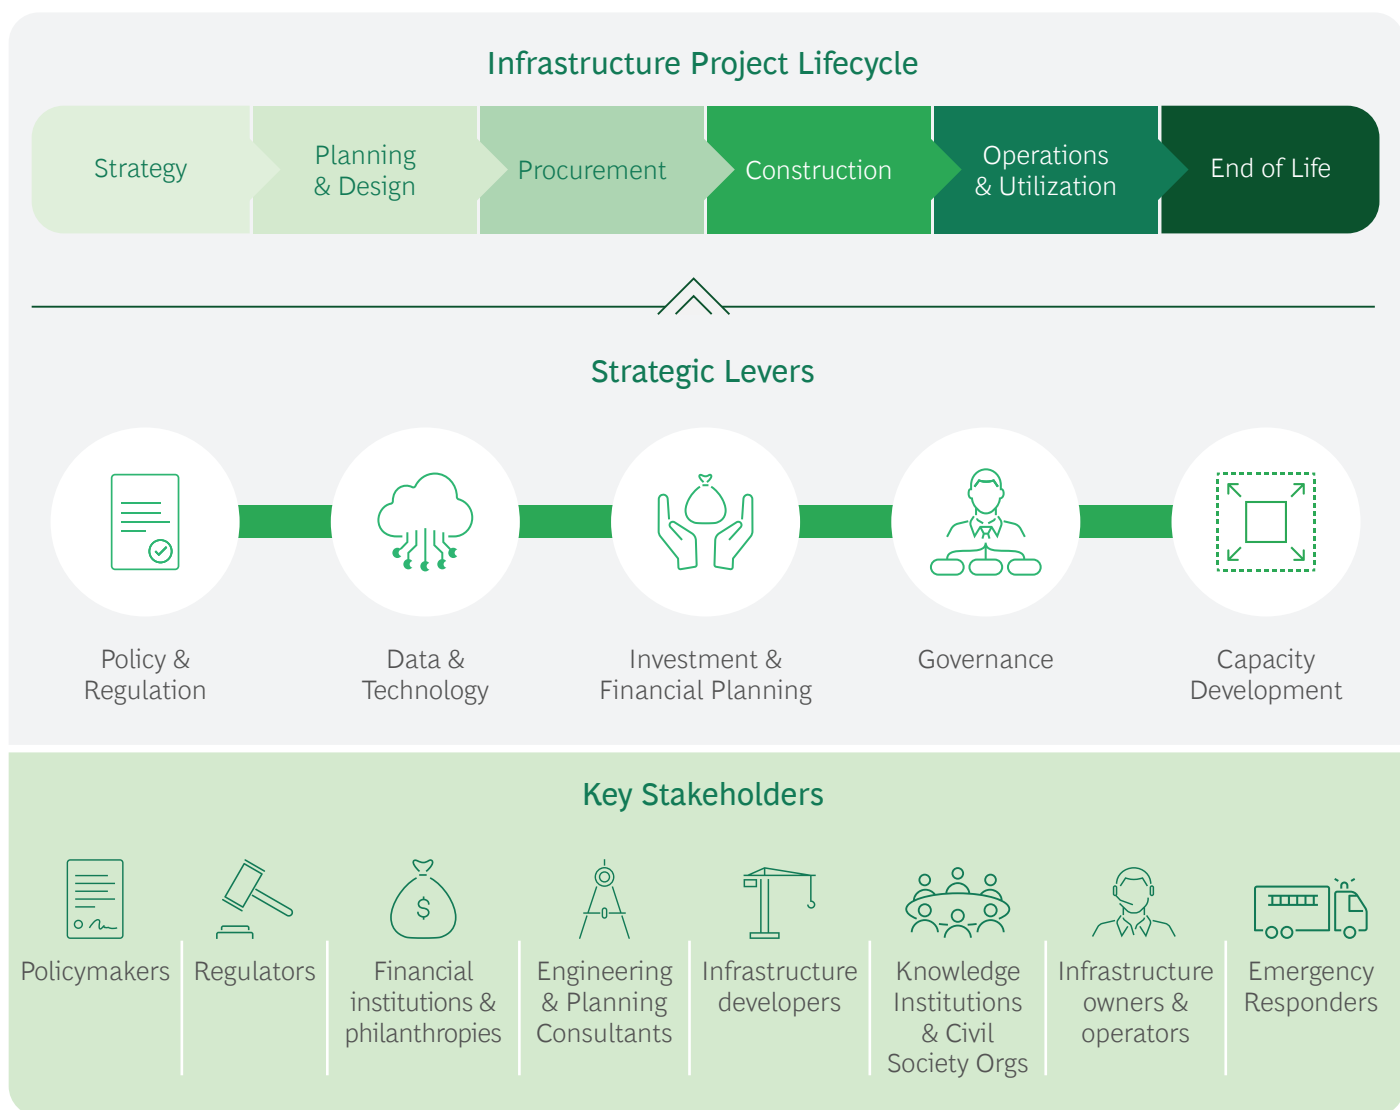 Infrastructure Project Lifecycle
Strategy
Planning
& Design
Procurement
Construction
Operations
& Utilization
End of Life
Strategic Levers
Policy &
Regulation
Data &
Technology
Investment &
Financial Planning
Governance
Capacity
Development
Key Stakeholders
$
Policymakers
Regulators
Financial
institutions &
philanthropies
Engineering
& Planning
Consultants
Infrastructure
developers
Knowledge
Institutions
& Civil
Society Orgs
Infrastructure
owners &
operators
Emergency
Responders